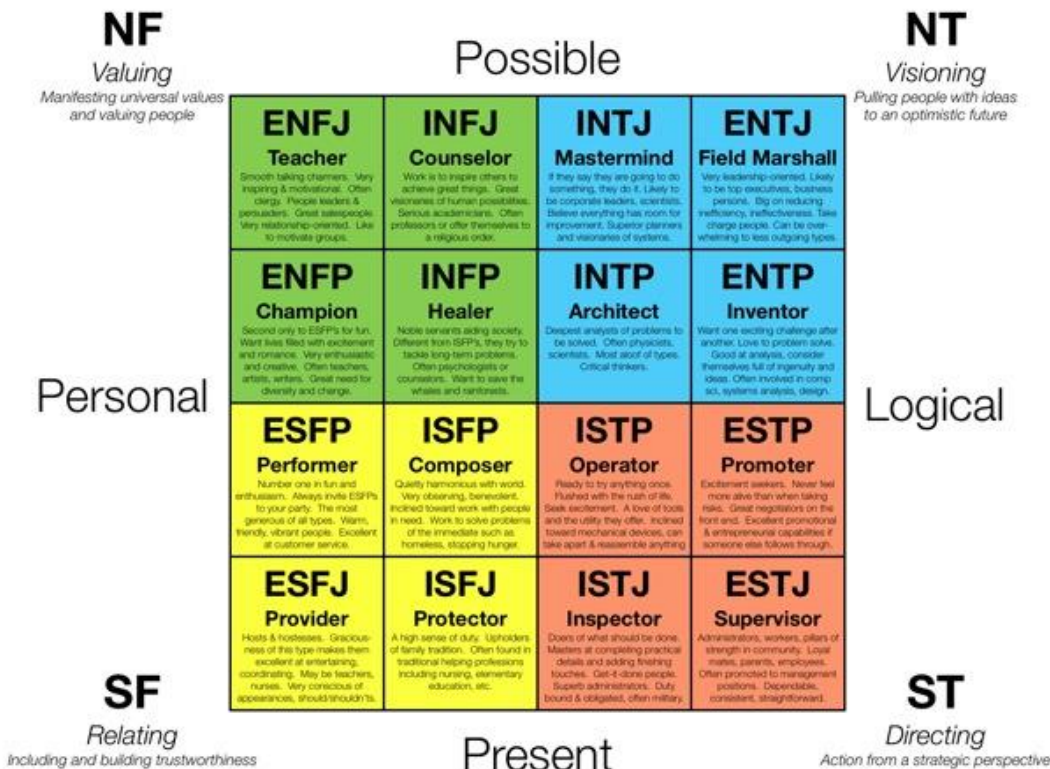 NF
Valuing
Manifesting universal values
and valuing people
Possible
NT
Visioning
Pulling people with ideas
to an optimistic future
ENFJ
Teacher
Smooth talking charmers. Very
inspiring & motivational. Often
clergy. People leaders &
persuaders. Great salespeople.
Very relationship-oriented. Like
to motivate groups.
INFJ
Counselor
Work is to inspire others to
achieve great things. Great
visionaries of human possibilities.
Serious academicians. Often
professors or offer themselves to
a religious order.
INTJ
Mastermind
If they say they are going to do
something, they do it. Likely to
be corporate leaders, scientists.
Believe everything has room for
improvement. Superior planners
and visionaries of systems.
ENTJ
Field Marshall
Very leadership-oriented. Likely
to be top executives, business
persons. Big on reducing
inefficiency, ineffectiveness. Take
charge people. Can be over-
whelming to less outgoing types.
ENFP
Champion
Second only to ESFP's for fun.
Want lives filled with excitement
and romance. Very enthusiastic
and creative. Often teachers,
artists, writers. Great need for
diversity and change.
INFP
Healer
Noble servants aiding society.
Different from ISFP's, they try to
tackle long-term problems.
Often psychologists or
counselors. Want to save the
whales and rainforests.
INTP
Architect
Deepest analysts of problems to
be solved. Often physicists,
scientists. Most aloof of types.
Critical thinkers.
ENTP
Inventor
Want one exciting challenge after
another. Love to problem solve.
Good at analysis, consider
themselves full of ingenuity and
ideas. Often involved in comp
sci, systems analysis, design.
Personal
Logical
ESFP
Performer
Number one in fun and
enthusiasm. Always invite ESFPs
to your party. The most
generous of all types. Warm,
friendly, vibrant people. Excellent
at customer service.
ISFP
Composer
Quietly harmonious with world.
Very observing, benevolent.
Inclined toward work with people
in need. Work to solve problems
of the immediate such as
homeless, stopping hunger.
ISTP
Operator
Ready to try anything once.
Flushed with the rush of life.
Seek excitement. A love of tools
and the utility they offer. Inclined
toward mechanical devices, can
take apart & reassemble anything
ESTP
Promoter
Excitement seekers. Never feel
more alive than when taking
risks. Great negotiators on the
front end. Excellent promotional
& entrepreneurial capabilities if
someone else follows through.
ESFJ
Provider
Hosts & hostesses. Gracious-
ness of this type makes them
excellent at entertaining,
coordinating. May be teachers,
nurses. Very conscious of
appearances, should/shouldn'ts.
ISFJ
Protector
A high sense of duty. Upholders
of family tradition. Often found in
traditional helping professions
including nursing, elementary
education, etc.
ISTJ
Inspector
Doers of what should be done.
Masters at completing practical
details and adding finishing
touches. Get-it-done people.
Superb administrators. Duty
bound & obligated, often military.
ESTJ
Supervisor
Administrators, workers, pillars of
strength in community. Loyal
mates, parents, employees.
Often promoted to management
positions. Dependable,
consistent, straightforward.
SF
Relating
Including and building trustworthiness
Present
ST
Directing
Action from a strategic perspective